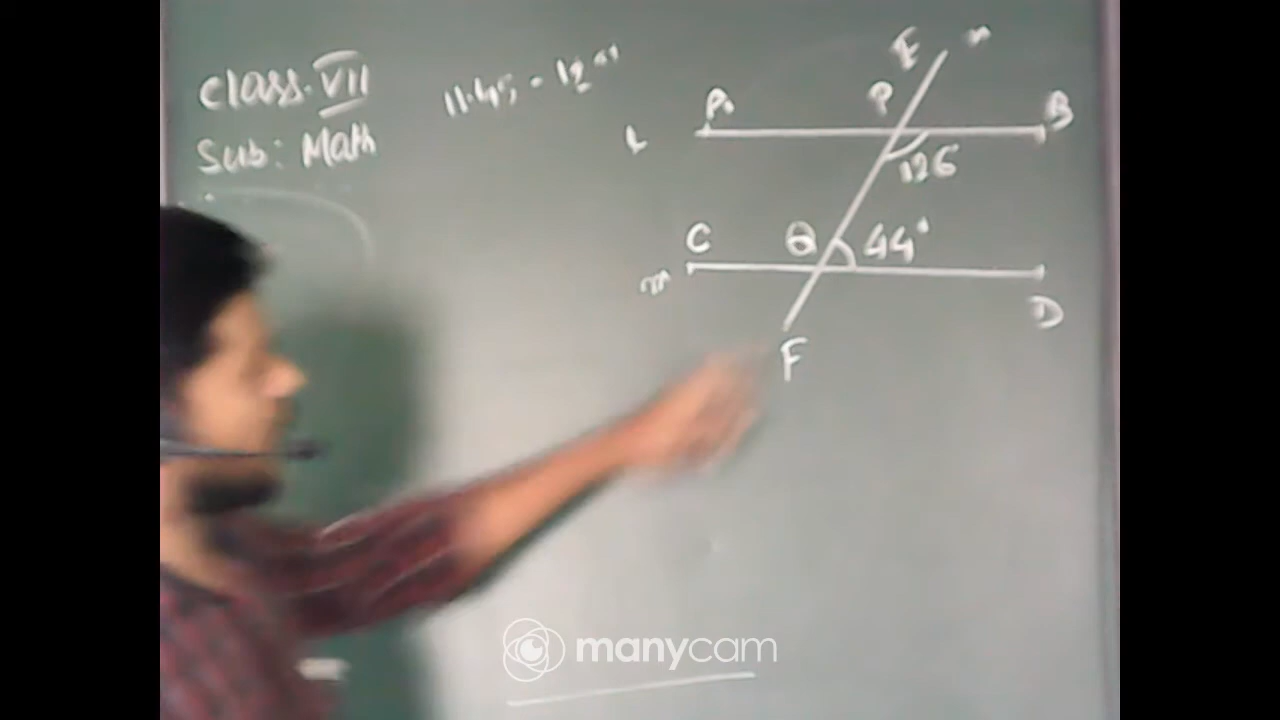 class. VII
Sub: Math
11.45 - 12
E n
P
B
L
126
C
Q
44°
m
D
F
manycam